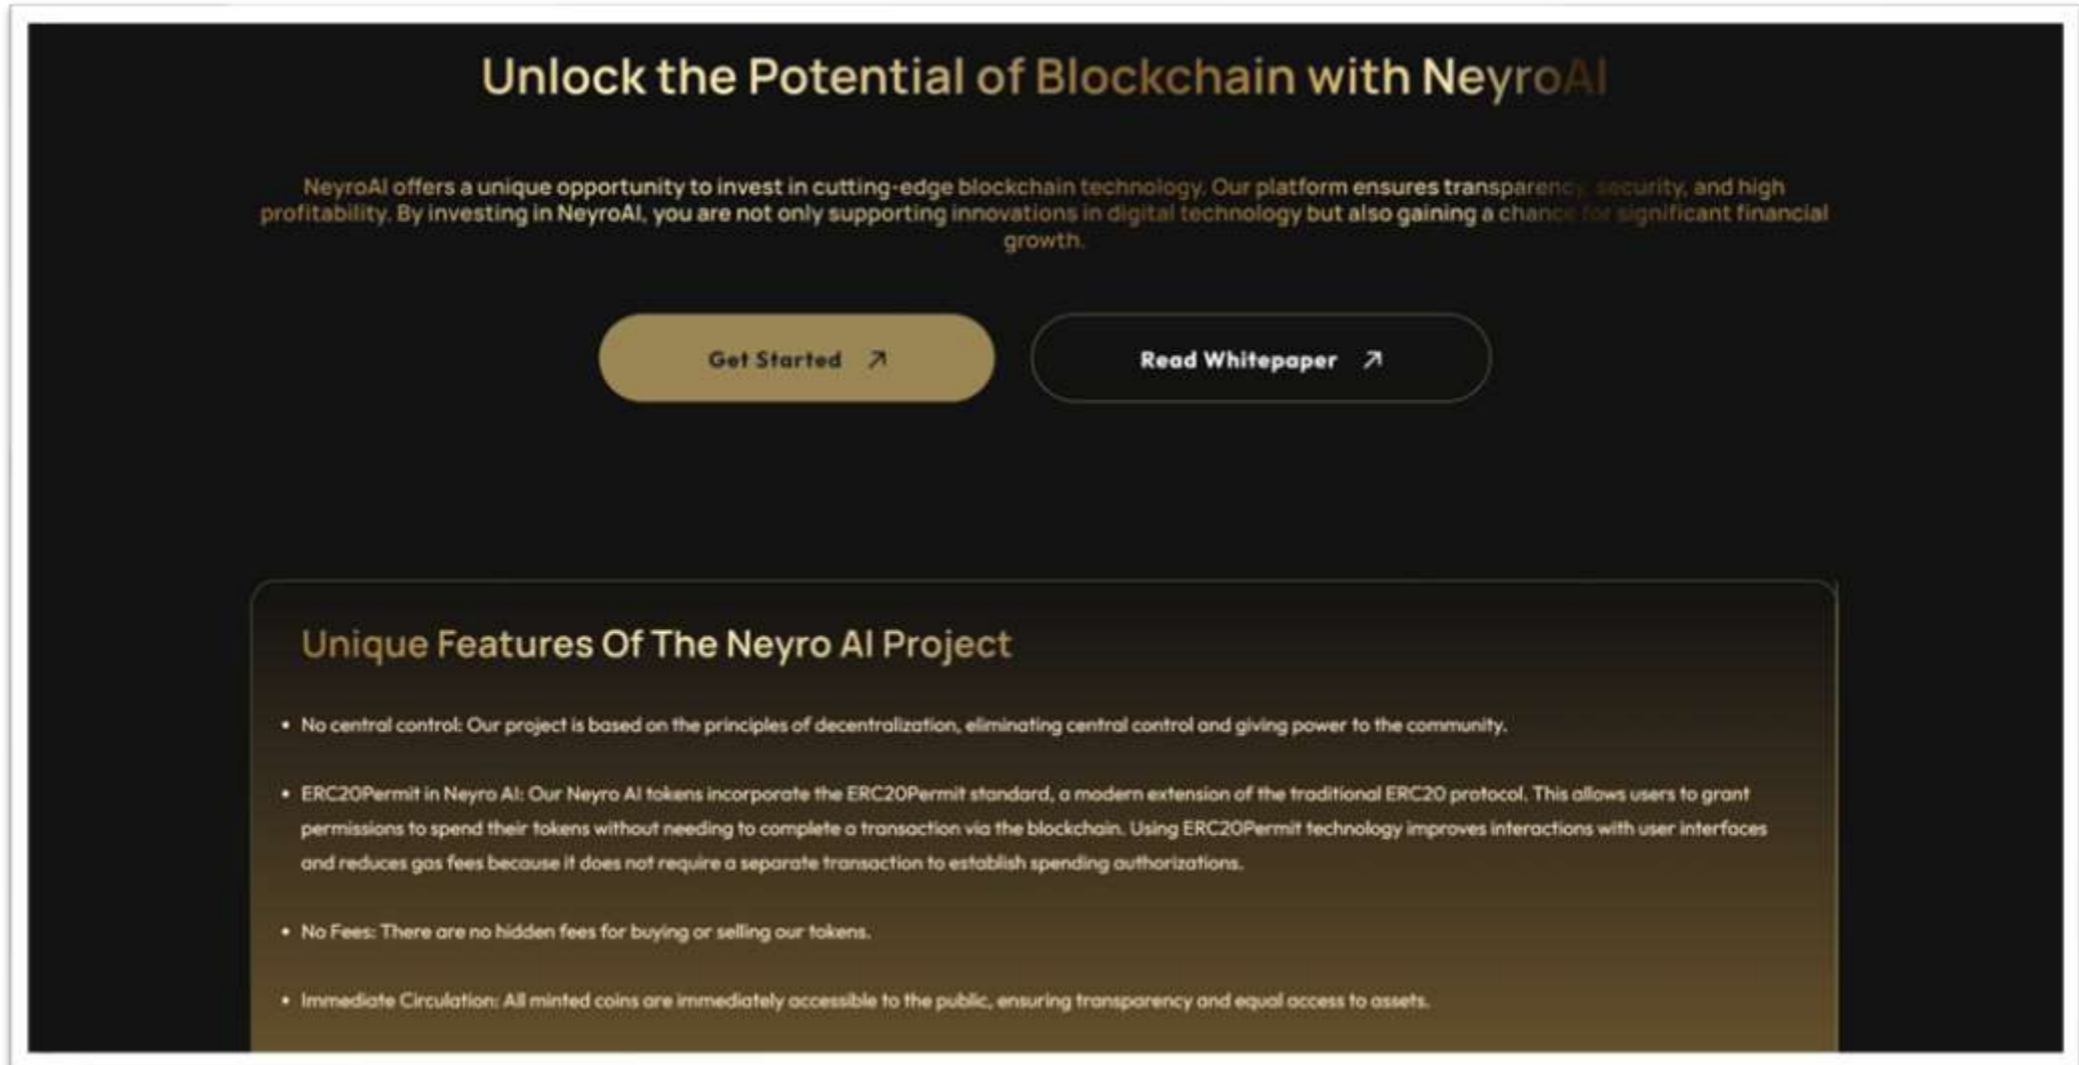 Unlock the Potential of Blockchain with NeyroAI
NeyroAI offers a unique opportunity to invest in cutting-edge blockchain technology. Our platform ensures transparency, security, and high
profitability. By investing in NeyroAI, you are not only supporting innovations in digital technology but also gaining a chance for significant financial
growth.
Get Started
Read Whitepaper
Unique Features Of The Neyro AI Project
• No central control: Our project is based on the principles of decentralization, eliminating central control and giving power to the community.
• ERC20Permit in Neyro AI: Our Neyro AI tokens incorporate the ERC20Permit standard, a modern extension of the traditional ERC20 protocol. This allows users to grant
permissions to spend their tokens without needing to complete a transaction via the blockchain. Using ERC20Permit technology improves interactions with user interfaces
and reduces gas fees because it does not require a separate transaction to establish spending authorizations.
• No Fees: There are no hidden fees for buying or selling our tokens.
• Immediate Circulation: All minted coins are immediately accessible to the public, ensuring transparency and equal access to assets.